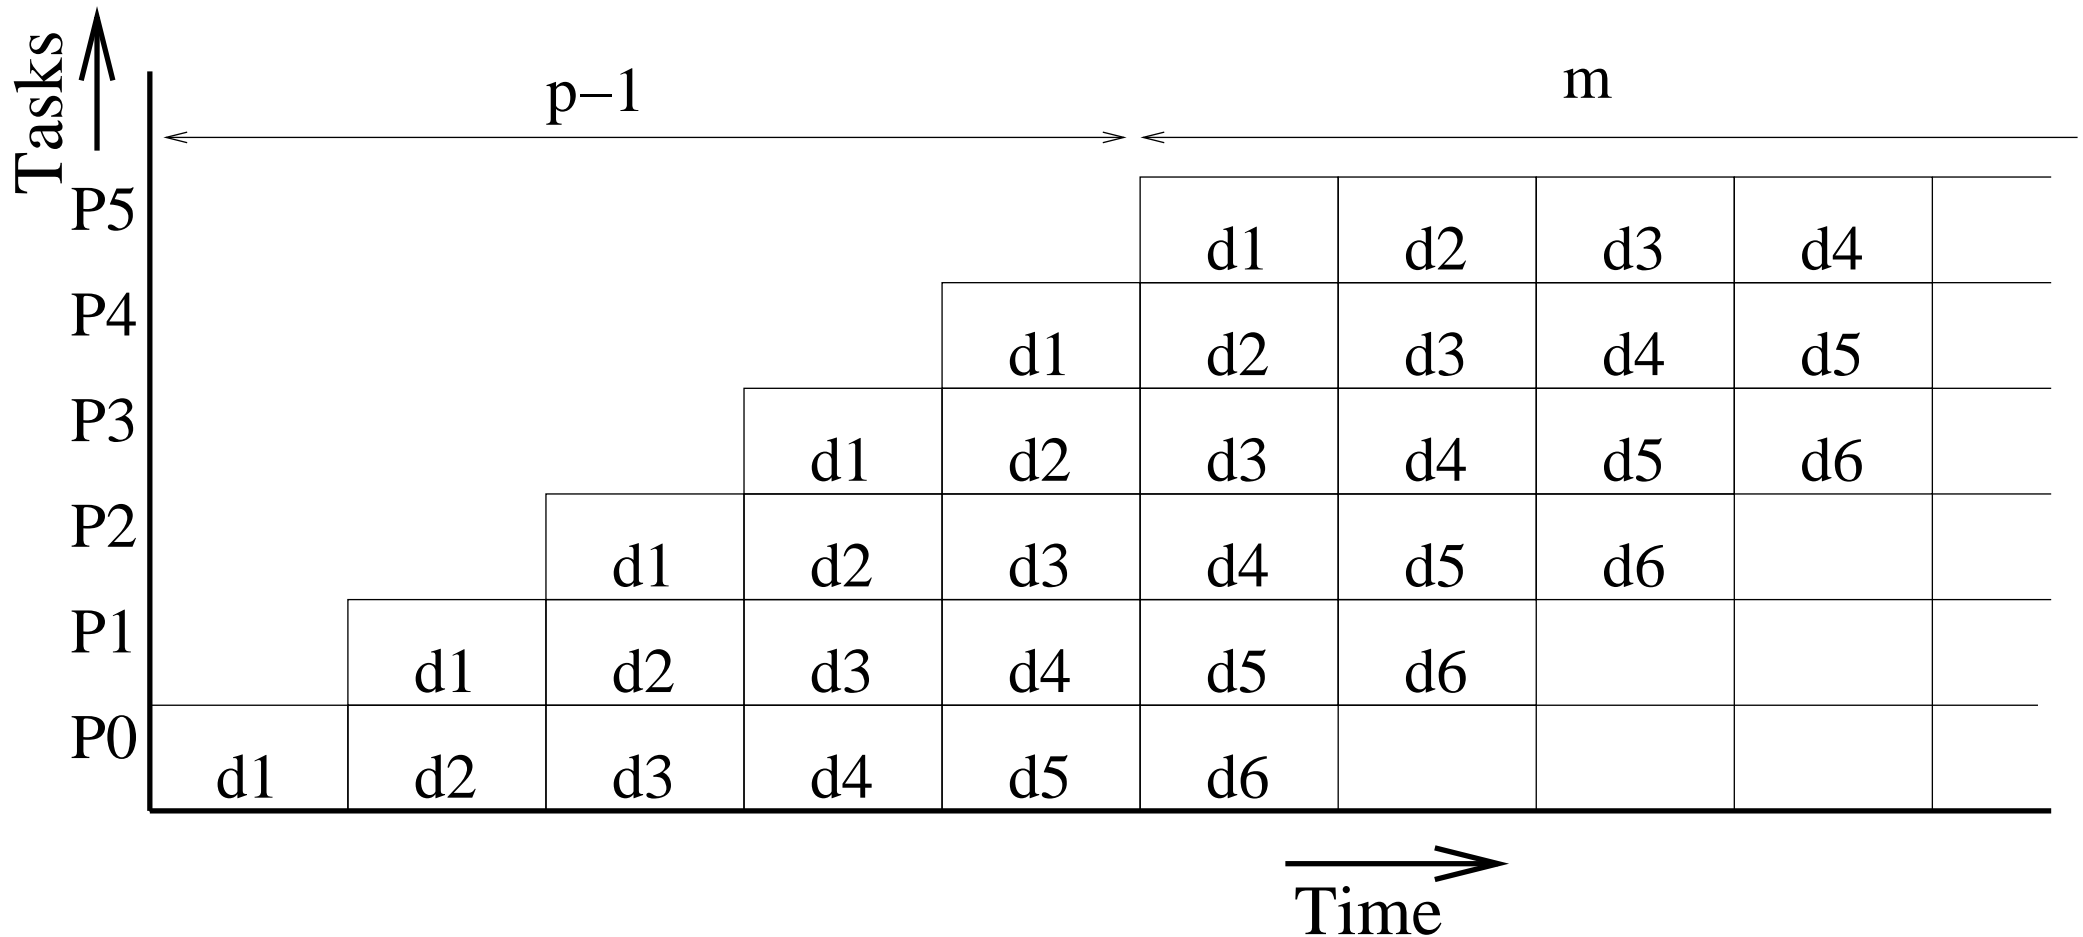 Tasks
p−1 m
P5 d1 d2 d3 d4
P4 d1 d2 d3 d4 d5
P3 d1 d2 d3 d4 d5 d6
P2 d1 d2 d3 d4 d5 d6
P1 d1 d2 d3 d4 d5 d6
P0 d1 d2 d3 d4 d5 d6
Time